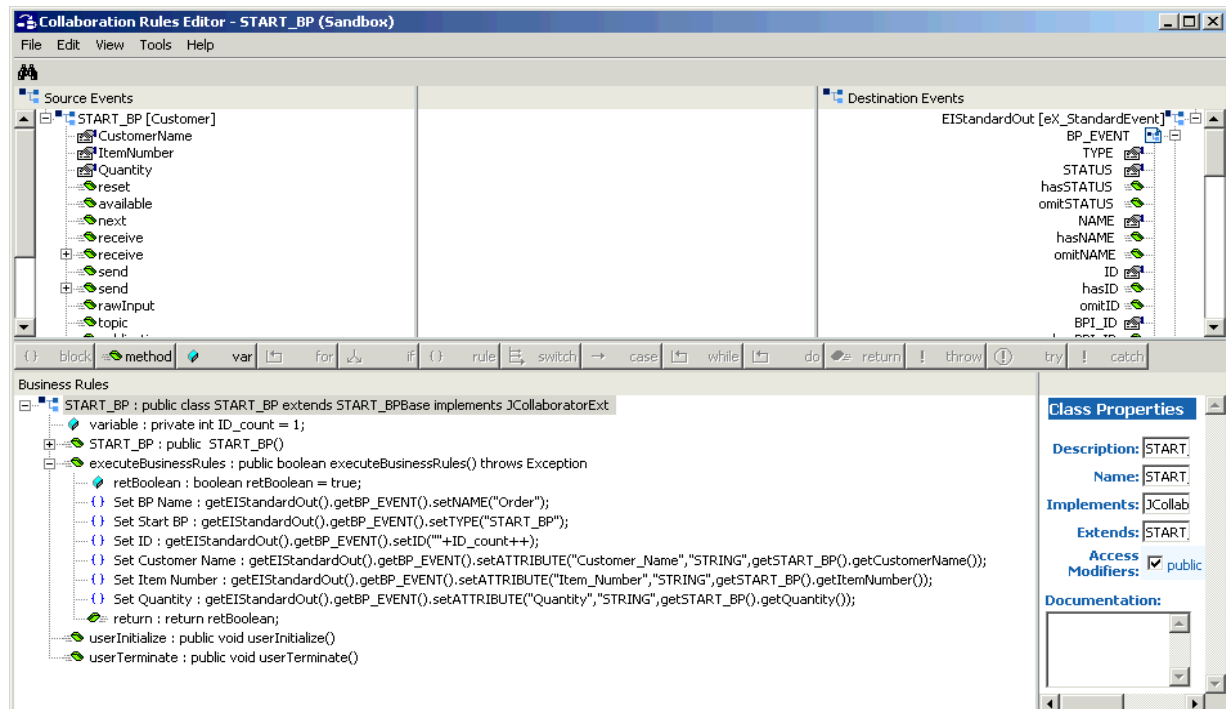 Collaboration Rules Editor - START_BP (Sandbox)
File Edit View Tools Help
Source Events
START_BP [Customer]
CustomerName
ItemNumber
Quantity
reset
available
next
receive
receive
send
send
rawInput
topic
Destination Events
EIStandardOut [eX_StandardEvent]
BP_EVENT
TYPE
STATUS
hasSTATUS
omitSTATUS
NAME
hasNAME
omitNAME
ID
hasID
omitID
BPI_ID
{} block method var for if {} rule switch case while do return ! throw try ! catch
Business Rules
START_BP : public class START_BP extends START_BPBase implements JCollaboratorExt
variable : private int ID_count = 1;
START_BP : public START_BP()
executeBusinessRules : public boolean executeBusinessRules() throws Exception
retBoolean : boolean retBoolean = true;
{} Set BP Name : getEIStandardOut().getBP_EVENT().setNAME("Order");
{} Set Start BP : getEIStandardOut().getBP_EVENT().setTYPE("START_BP");
{} Set ID : getEIStandardOut().getBP_EVENT().setID(""+ID_count++);
{} Set Customer Name : getEIStandardOut().getBP_EVENT().setATTRIBUTE("Customer_Name","STRING",getSTART_BP().getCustomerName());
{} Set Item Number : getEIStandardOut().getBP_EVENT().setATTRIBUTE("Item_Number","STRING",getSTART_BP().getItemNumber());
{} Set Quantity : getEIStandardOut().getBP_EVENT().setATTRIBUTE("Quantity","STRING",getSTART_BP().getQuantity());
return : return retBoolean;
userInitialize : public void userInitialize()
userTerminate : public void userTerminate()
Class Properties
Description: START_
Name: START_
Implements: JCollab
Extends: START_
Access
Modifiers: public
Documentation: